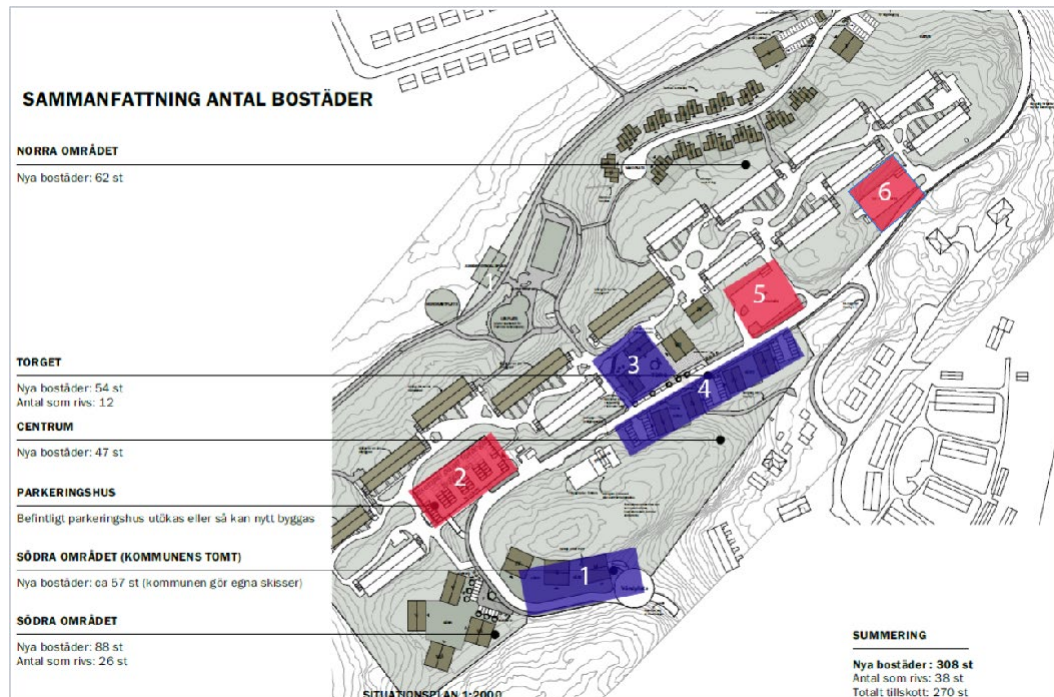 SAMMANFATTNING ANTAL BOSTÄDER
NORRA OMRÅDET
Nya bostäder: 62 st
TORGET
Nya bostäder: 54 st
Antal som rivs: 12
CENTRUM
Nya bostäder: 47 st
PARKERINGSHUS
Befintligt parkeringshus utökas eller så kan nytt byggas
SÖDRA OMRÅDET (KOMMUNENS TOMT)
Nya bostäder: ca 57 st (kommunen gör egna skisser)
SÖDRA OMRÅDET
Nya bostäder: 88 st
Antal som rivs: 26 st
6
5
3
4
2
1
SITUATIONSPLAN 1:2000
SUMMERING
Nya bostäder : 308 st
Antal som rivs: 38 st
Totalt tillskott: 270 st